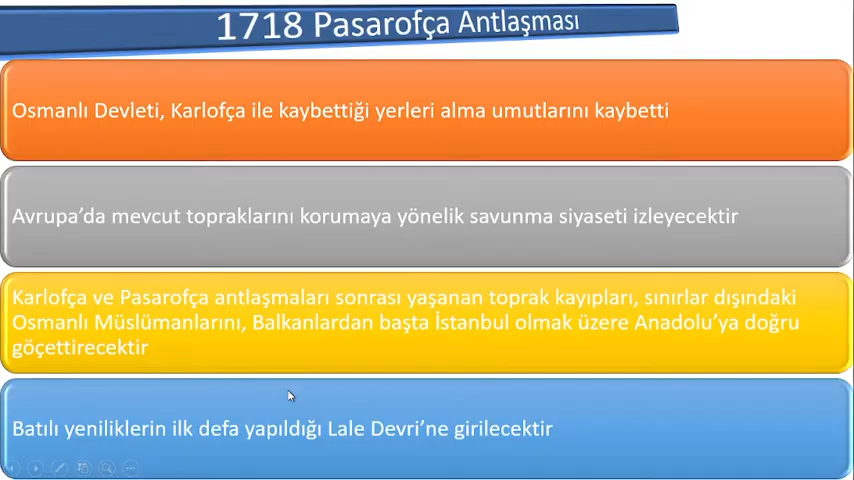 1718 Pasarofça Antlaşması
Osmanlı Devleti, Karlofça ile kaybettiği yerleri alma umutlarını kaybetti
Avrupa’da mevcut topraklarını korumaya yönelik savunma siyaseti izleyecektir
Karlofça ve Pasarofça antlaşmaları sonrası yaşanan toprak kayıpları, sınırlar dışındaki
Osmanlı Müslümanlarını, Balkanlardan başta İstanbul olmak üzere Anadolu’ya doğru
göçettirecektir
Batılı yeniliklerin ilk defa yapıldığı Lale Devri’ne girilecektir